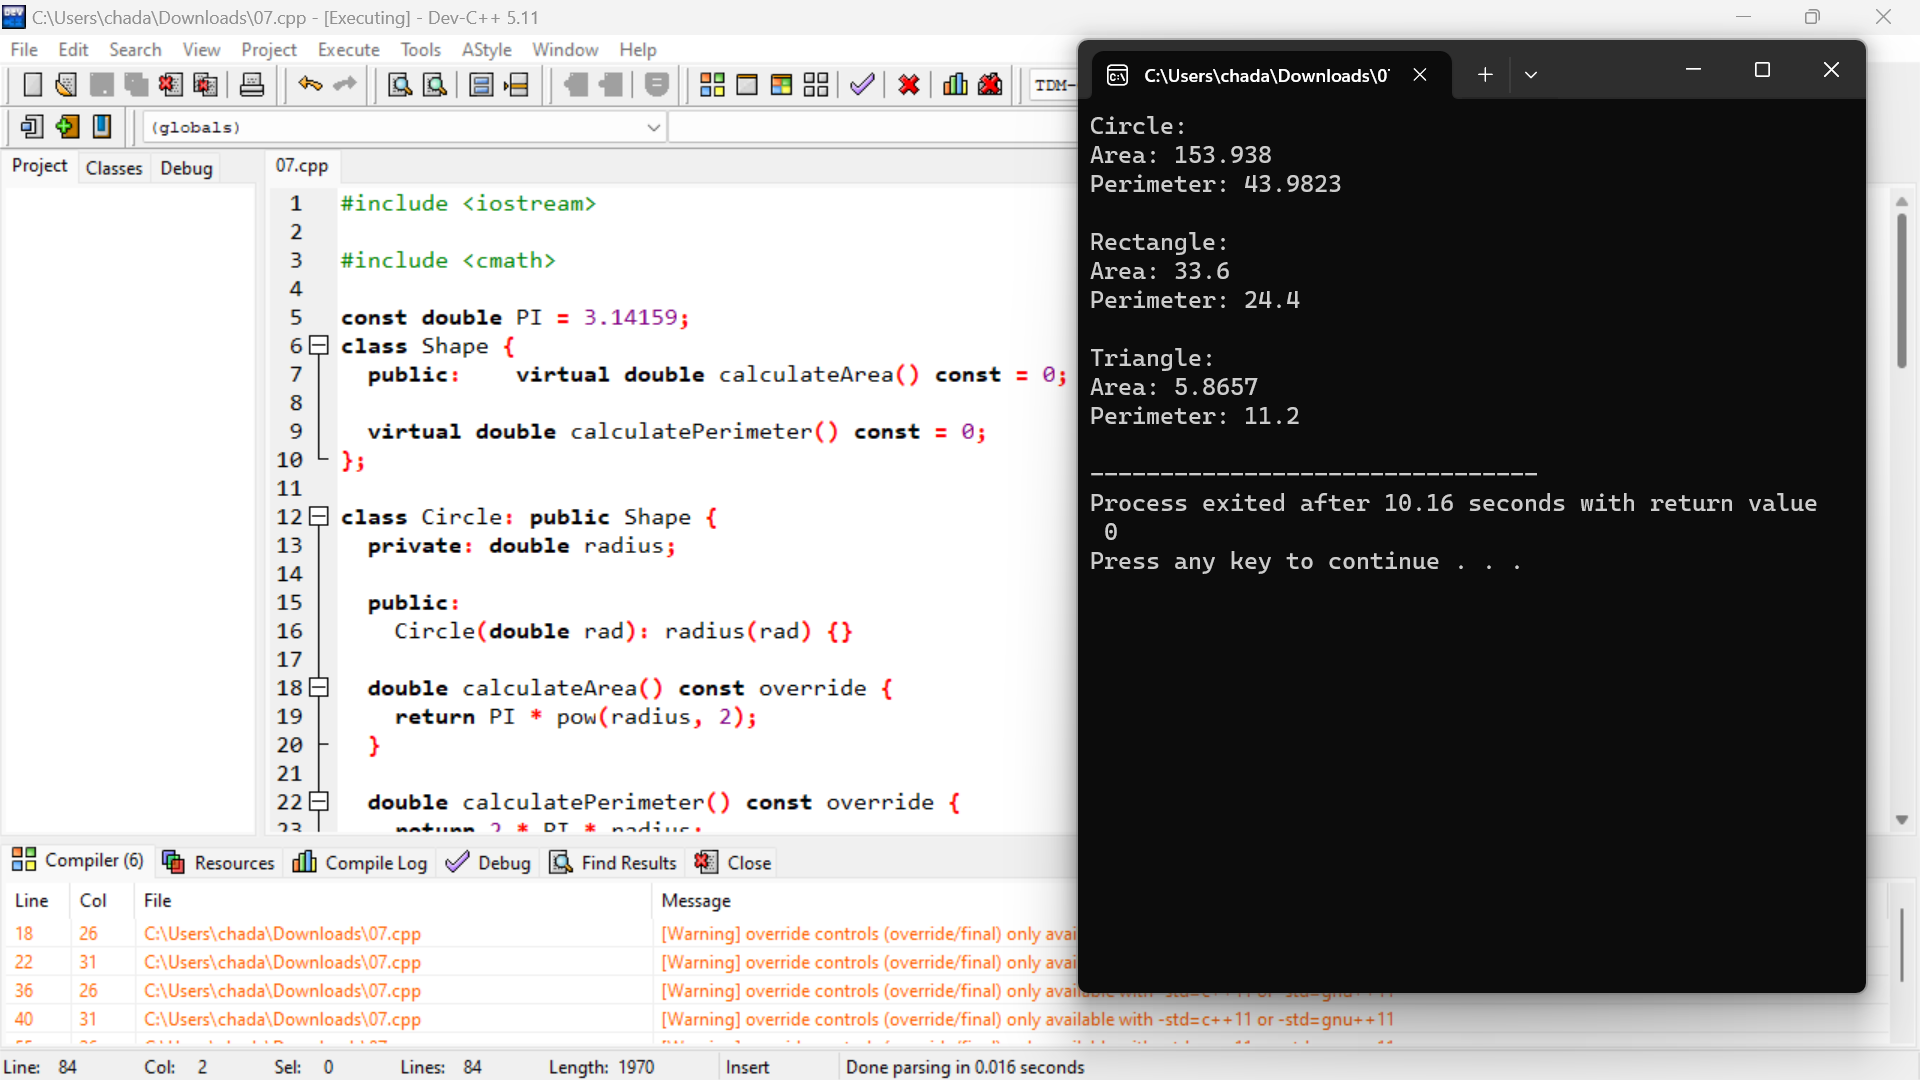 C:\Users\chada\Downloads\07.cpp - [Executing] - Dev-C++ 5.11
File Edit Search View Project Execute Tools AStyle Window Help
TDM-
(globals)
Project Classes Debug
07.cpp
1 #include <iostream>
2
3 #include <cmath>
4
5 const double PI = 3.14159;
6 class Shape {
7 public: virtual double calculateArea() const = 0;
8
9 virtual double calculatePerimeter() const = 0;
10 };
11
12 class Circle: public Shape {
13 private: double radius;
14
15 public:
16 Circle(double rad): radius(rad) {}
17
18 double calculateArea() const override {
19 return PI * pow(radius, 2);
20 }
21
22 double calculatePerimeter() const override {
23 return 2 * PI * radius;
C:\Users\chada\Downloads\0
Circle:
Area: 153.938
Perimeter: 43.9823
Rectangle:
Area: 33.6
Perimeter: 24.4
Triangle:
Area: 5.8657
Perimeter: 11.2
--------------------------------
Process exited after 10.16 seconds with return value
0
Press any key to continue . . .
Compiler (6) Resources Compile Log Debug Find Results Close
Line Col File Message
18 26 C:\Users\chada\Downloads\07.cpp [Warning] override controls (override/final) only avai
22 31 C:\Users\chada\Downloads\07.cpp [Warning] override controls (override/final) only avai
36 26 C:\Users\chada\Downloads\07.cpp [Warning] override controls (override/final) only available with -std=c++11 or -std=gnu++11
40 31 C:\Users\chada\Downloads\07.cpp [Warning] override controls (override/final) only available with -std=c++11 or -std=gnu++11
Line: 84 Col: 2 Sel: 0 Lines: 84 Length: 1970 Insert Done parsing in 0.016 seconds